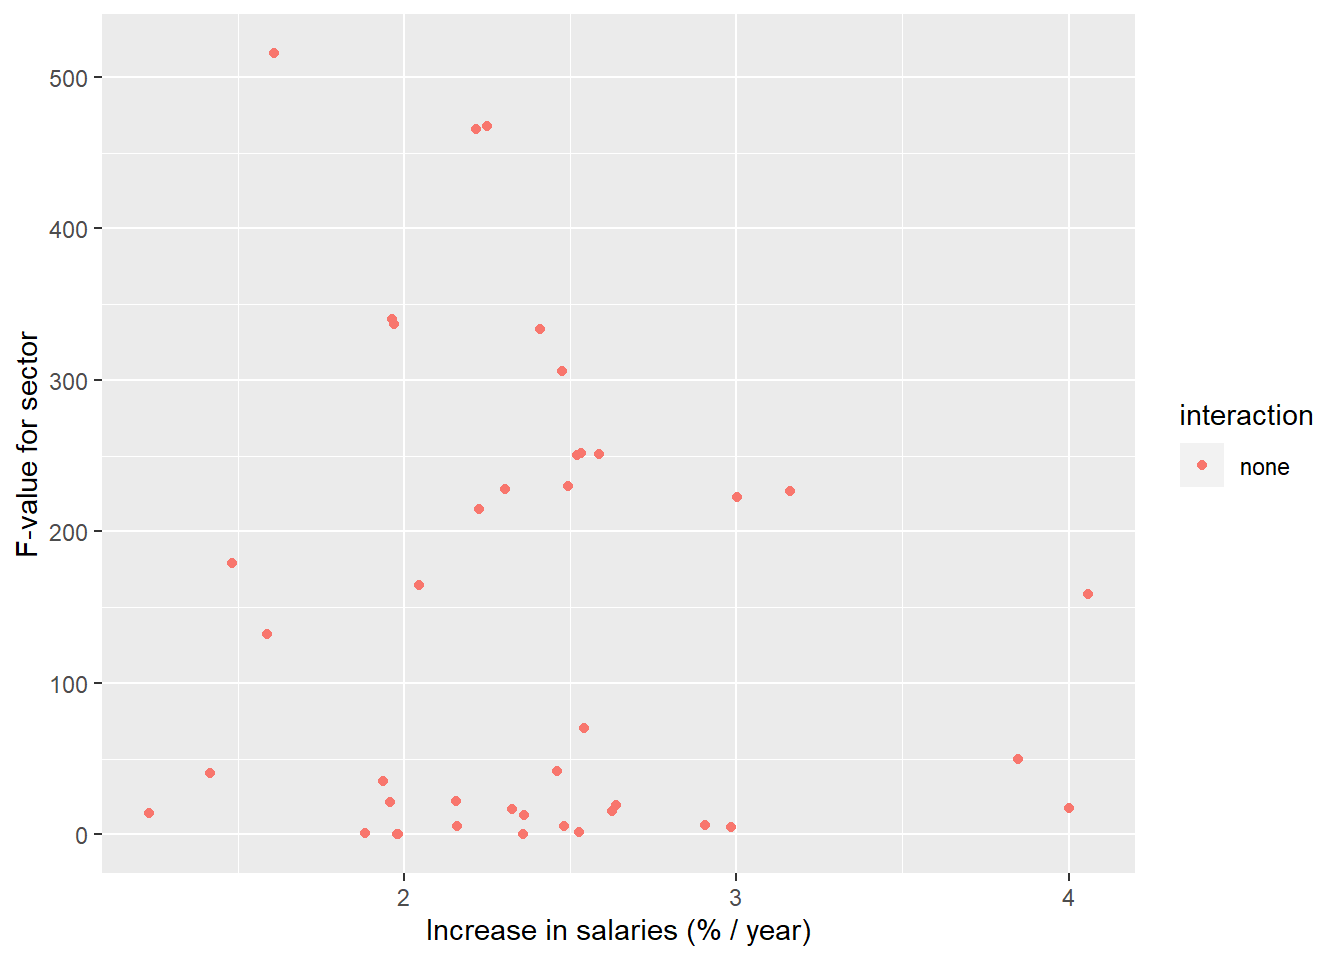 500
400
300
200
100
0
2
3
4
Increase in salaries (% / year)
F-value for sector
interaction
none